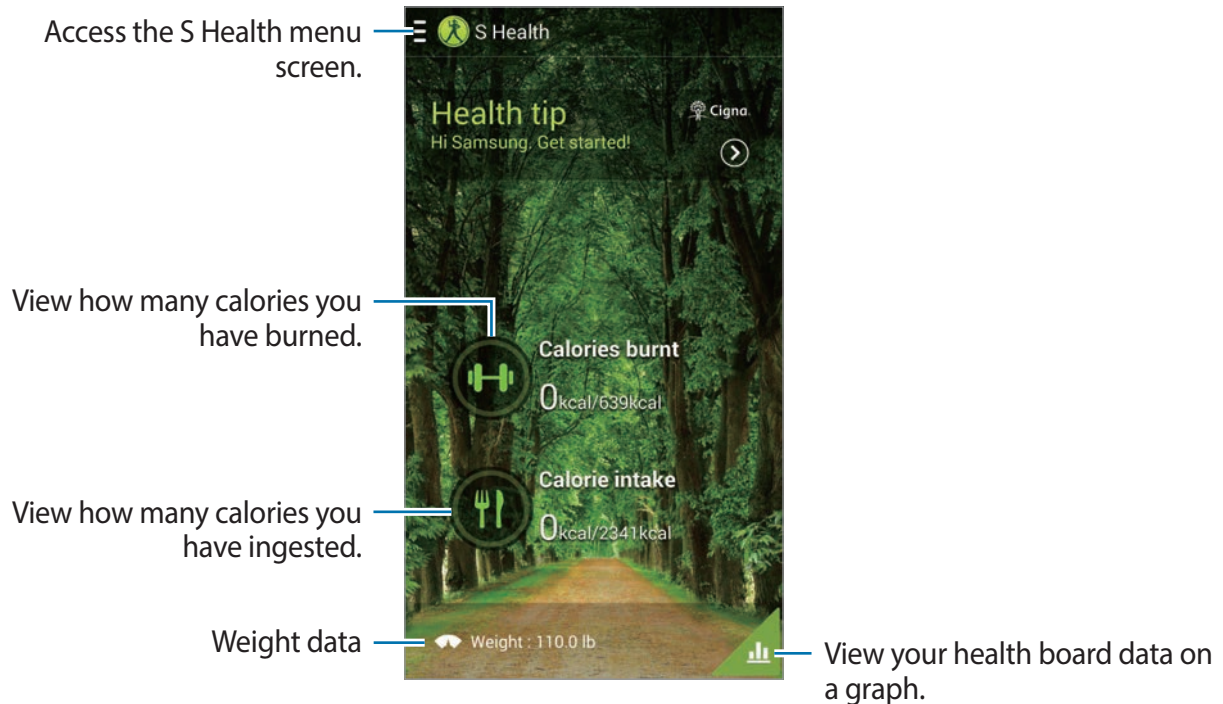 Access the S Health menu
screen.
S Health
Health tip
Cigna
Hi Samsung. Get started!
View how many calories you
have burned.
Calories burnt
0kcal/639kcal
View how many calories you
have ingested.
Calorie intake
0kcal/2341kcal
Weight data
Weight : 110.0 lb
View your health board data on
a graph.